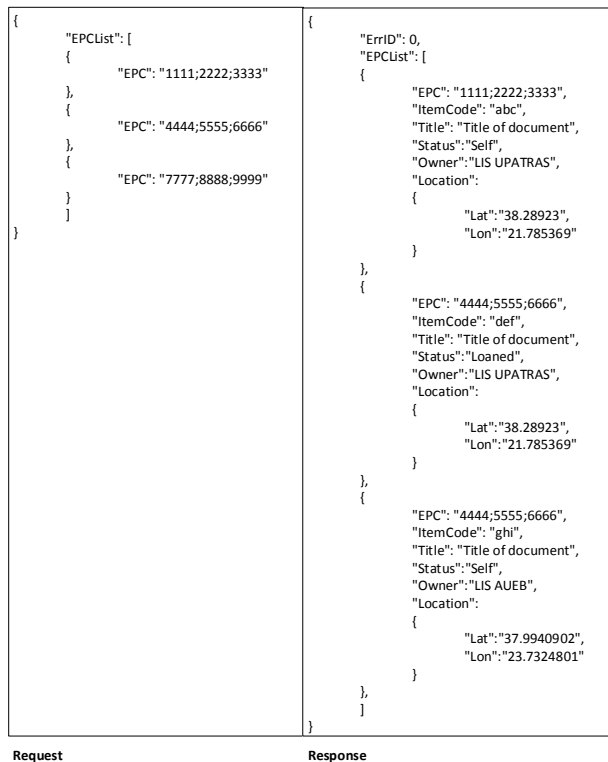 {
"EPCList": [
{
"EPC": "1111;2222;3333"
},
{
"EPC": "4444;5555;6666"
},
{
"EPC": "7777;8888;9999"
}
]
}
{
"ErrID": 0,
"EPCList": [
{
"EPC": "1111;2222;3333",
"ItemCode": "abc",
"Title": "Title of document",
"Status":"Self",
"Owner":"LIS UPATRAS",
"Location":
{
"Lat":"38.28923",
"Lon":"21.785369"
}
},
{
"EPC": "4444;5555;6666",
"ItemCode": "def",
"Title": "Title of document",
"Status":"Loaned",
"Owner":"LIS UPATRAS",
"Location":
{
"Lat":"38.28923",
"Lon":"21.785369"
}
},
{
"EPC": "4444;5555;6666",
"ItemCode": "ghi",
"Title": "Title of document",
"Status":"Self",
"Owner":"LIS AUEB",
"Location":
{
"Lat":"37.9940902",
"Lon":"23.7324801"
}
},
]
}
Request
Response